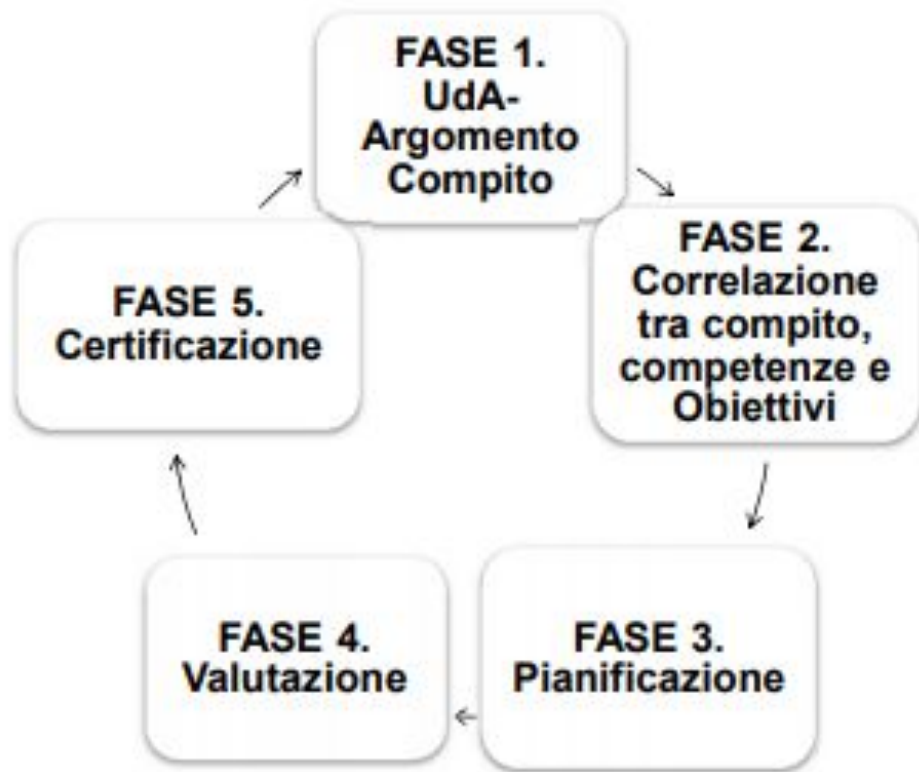 FASE 1.
UdA-
Argomento
Compito
FASE 2.
Correlazione
tra compito,
competenze e
Obiettivi
FASE 3.
Pianificazione
FASE 4.
Valutazione
FASE 5.
Certificazione